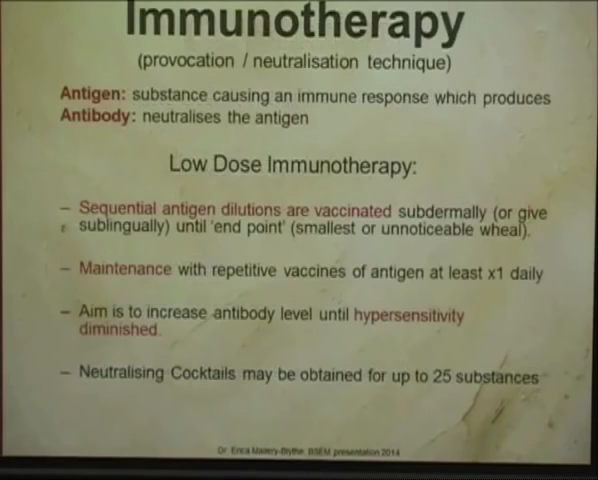 Immunotherapy
(provocation / neutralisation technique)
Antigen: substance causing an immune response which produces
Antibody: neutralises the antigen
Low Dose Immunotherapy:
– Sequential antigen dilutions are vaccinated subdermally (or give
sublingually) until 'end point' (smallest or unnoticeable wheal).
– Maintenance with repetitive vaccines of antigen at least x1 daily
– Aim is to increase antibody level until hypersensitivity
diminished.
– Neutralising Cocktails may be obtained for up to 25 substances
Dr. Erica Mallery-Blythe BSEM presentation 2014